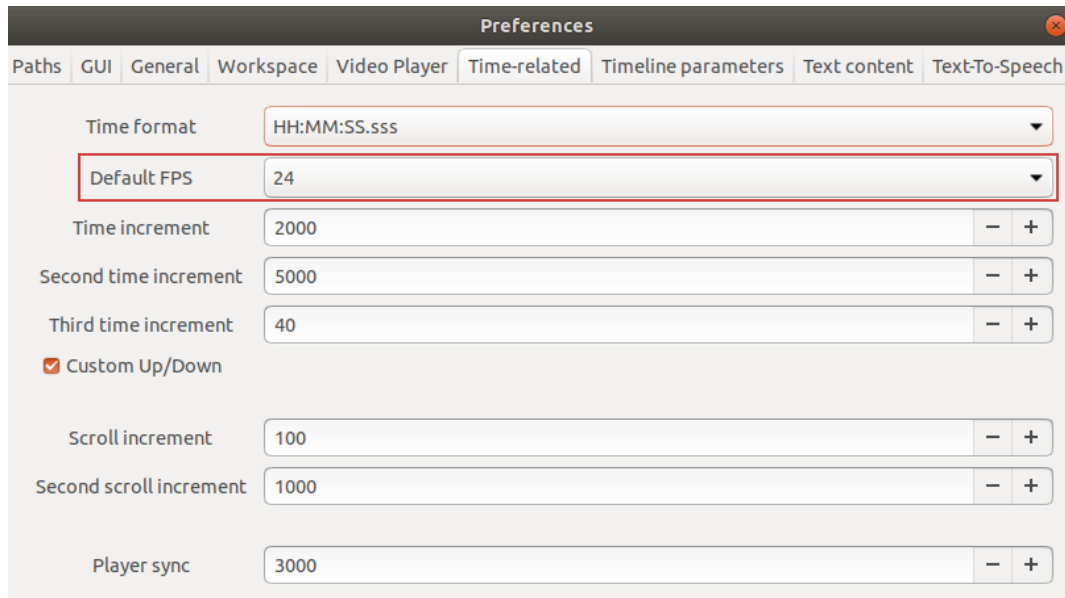 Preferences
Paths GUI General Workspace Video Player Time-related Timeline parameters Text content Text-To-Speech
Time format HH:MM:SS.sss
Default FPS 24
Time increment 2000
Second time increment 5000
Third time increment 40
Custom Up/Down
Scroll increment 100
Second scroll increment 1000
Player sync 3000